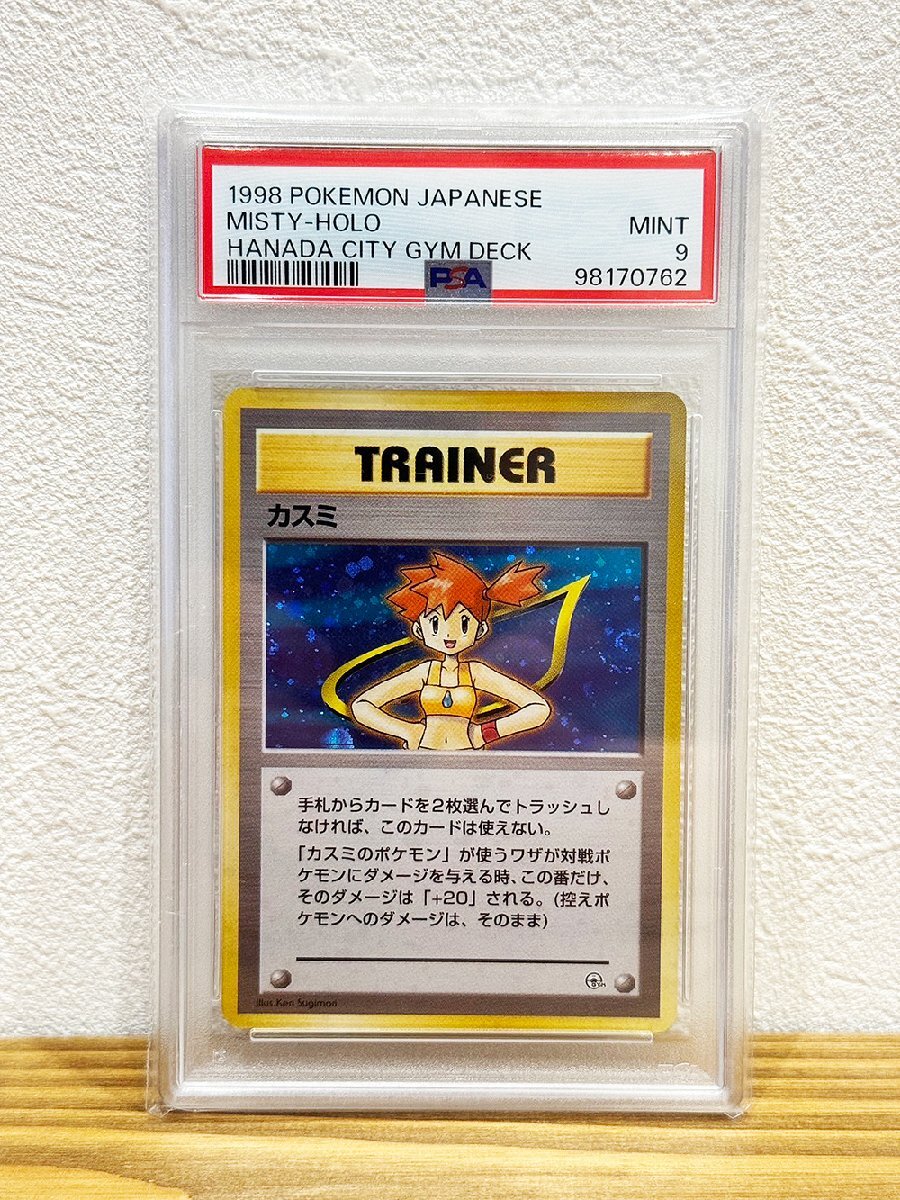 1998 POKEMON JAPANESE
MISTY-HOLO MINT
HANADA CITY GYM DECK 9
PSA 98170762
TRAINER
カスミ
手札からカードを2枚選んでトラッシュし
なければ、このカードは使えない。
「カスミのポケモン」が使うワザが対戦ポ
ケモンにダメージを与える時、この番だけ、
そのダメージは「+20」される。(控えポ
ケモンへのダメージは、そのまま)
GYM
Illus. Ken Sugimori